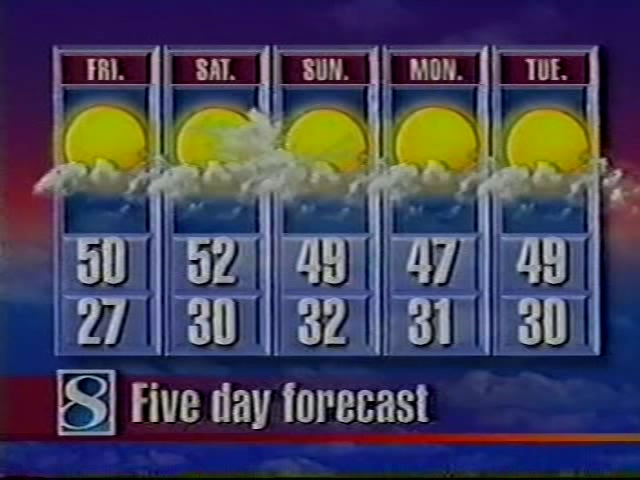 FRI. SAT. SUN. MON. TUE.
50 52 49 47 49
27 30 32 31 30
8 Five day forecast